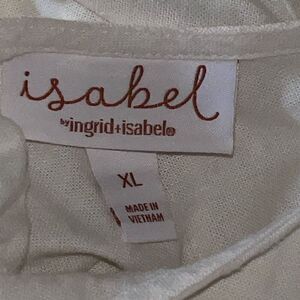 isabel
by ingrid+isabel®
XL
MADE IN
VIETNAM